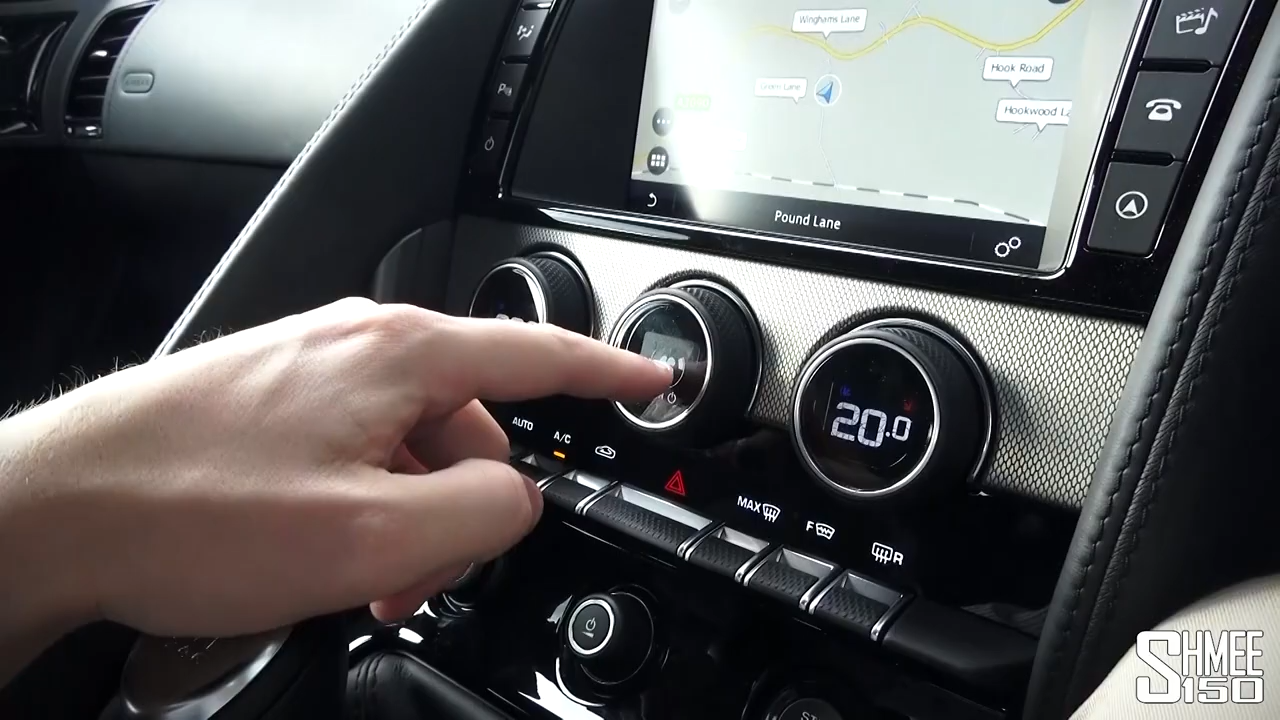 Winghams Lane
Hook Road
Green Lane
Hookwood La
Pound Lane
20.0
AUTO
A/C
MAX
F
R
SHMEE
150